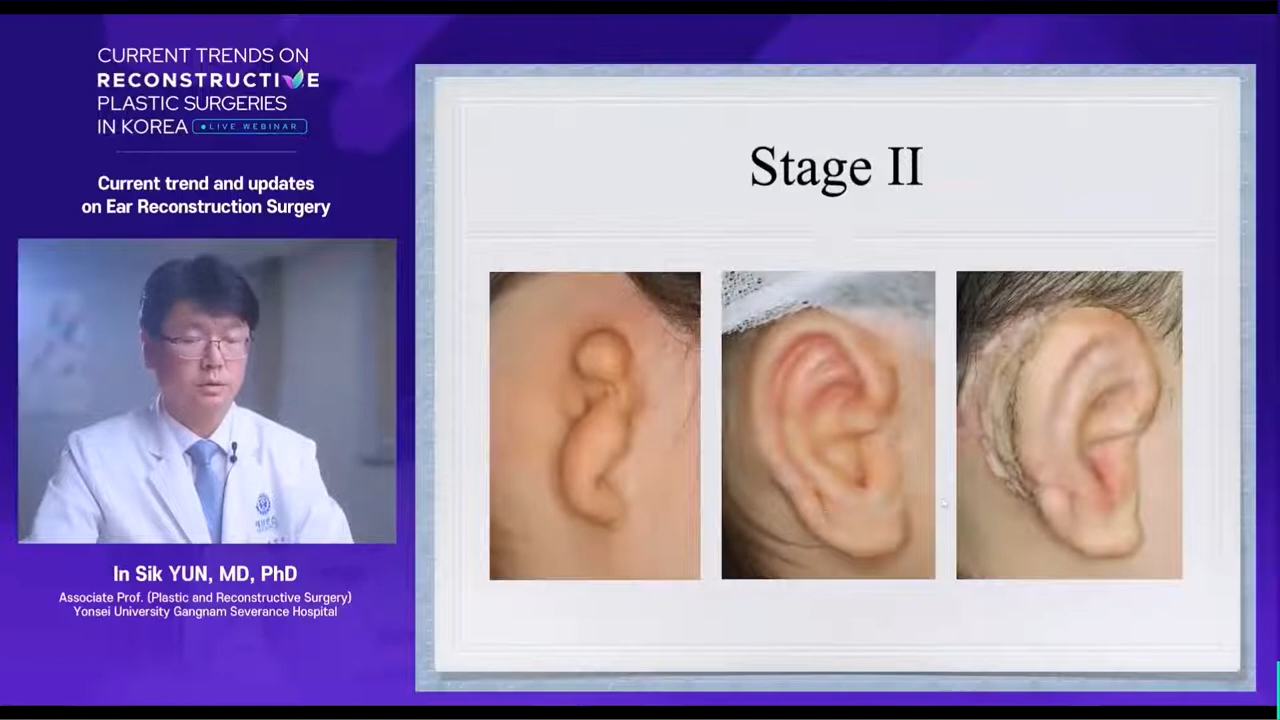 CURRENT TRENDS ON
RECONSTRUCTIVE
PLASTIC SURGERIES
IN KOREA
LIVE WEBINAR
Current trend and updates
on Ear Reconstruction Surgery
In Sik YUN, MD, PhD
Associate Prof. (Plastic and Reconstructive Surgery)
Yonsei University Gangnam Severance Hospital
Stage II